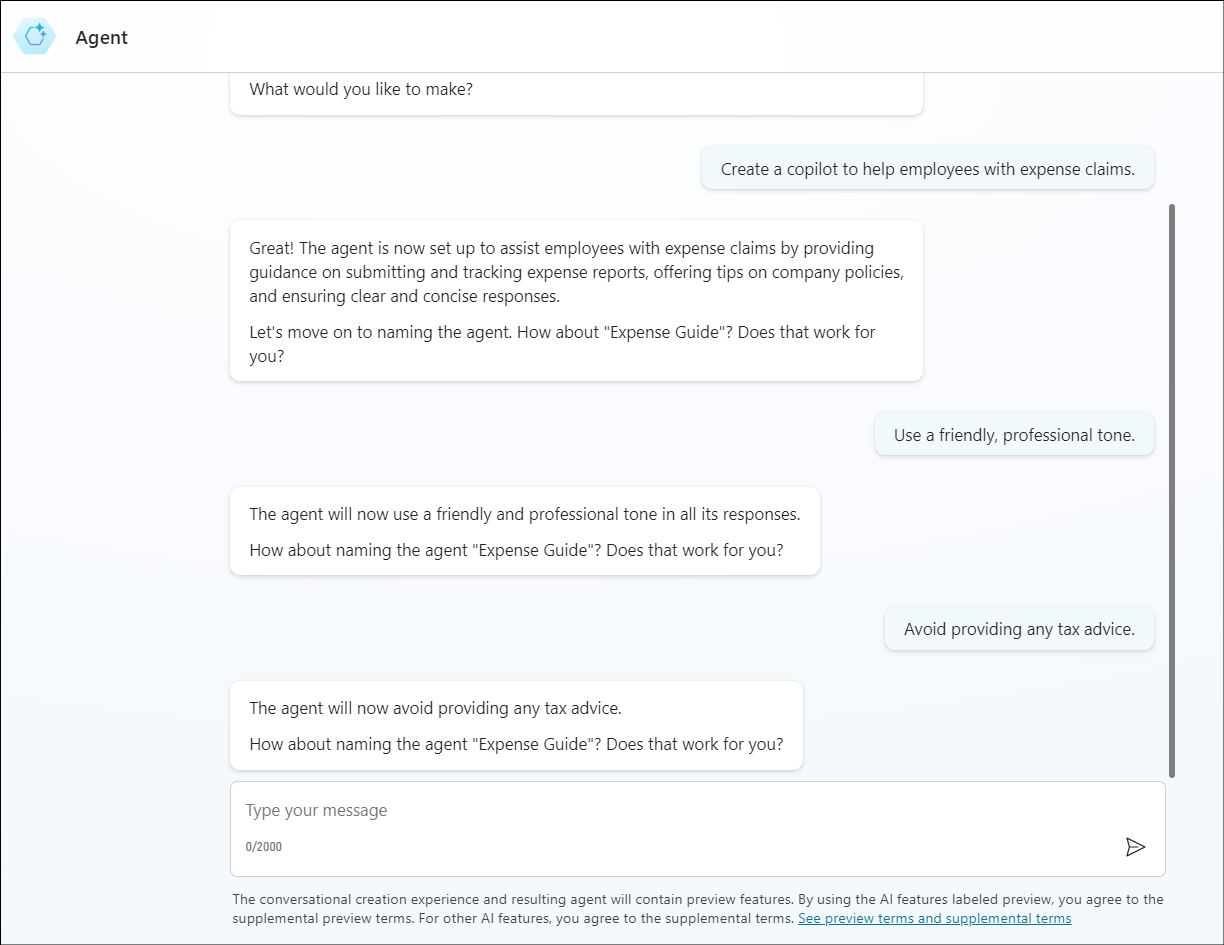 Agent
What would you like to make?
Create a copilot to help employees with expense claims.
Great! The agent is now set up to assist employees with expense claims by providing
guidance on submitting and tracking expense reports, offering tips on company policies,
and ensuring clear and concise responses.
Let's move on to naming the agent. How about "Expense Guide"? Does that work for
you?
Use a friendly, professional tone.
The agent will now use a friendly and professional tone in all its responses.
How about naming the agent "Expense Guide"? Does that work for you?
Avoid providing any tax advice.
The agent will now avoid providing any tax advice.
How about naming the agent "Expense Guide"? Does that work for you?
Type your message
0/2000
The conversational creation experience and resulting agent will contain preview features. By using the AI features labeled preview, you agree to the
supplemental preview terms. For other AI features, you agree to the supplemental terms. See preview terms and supplemental terms